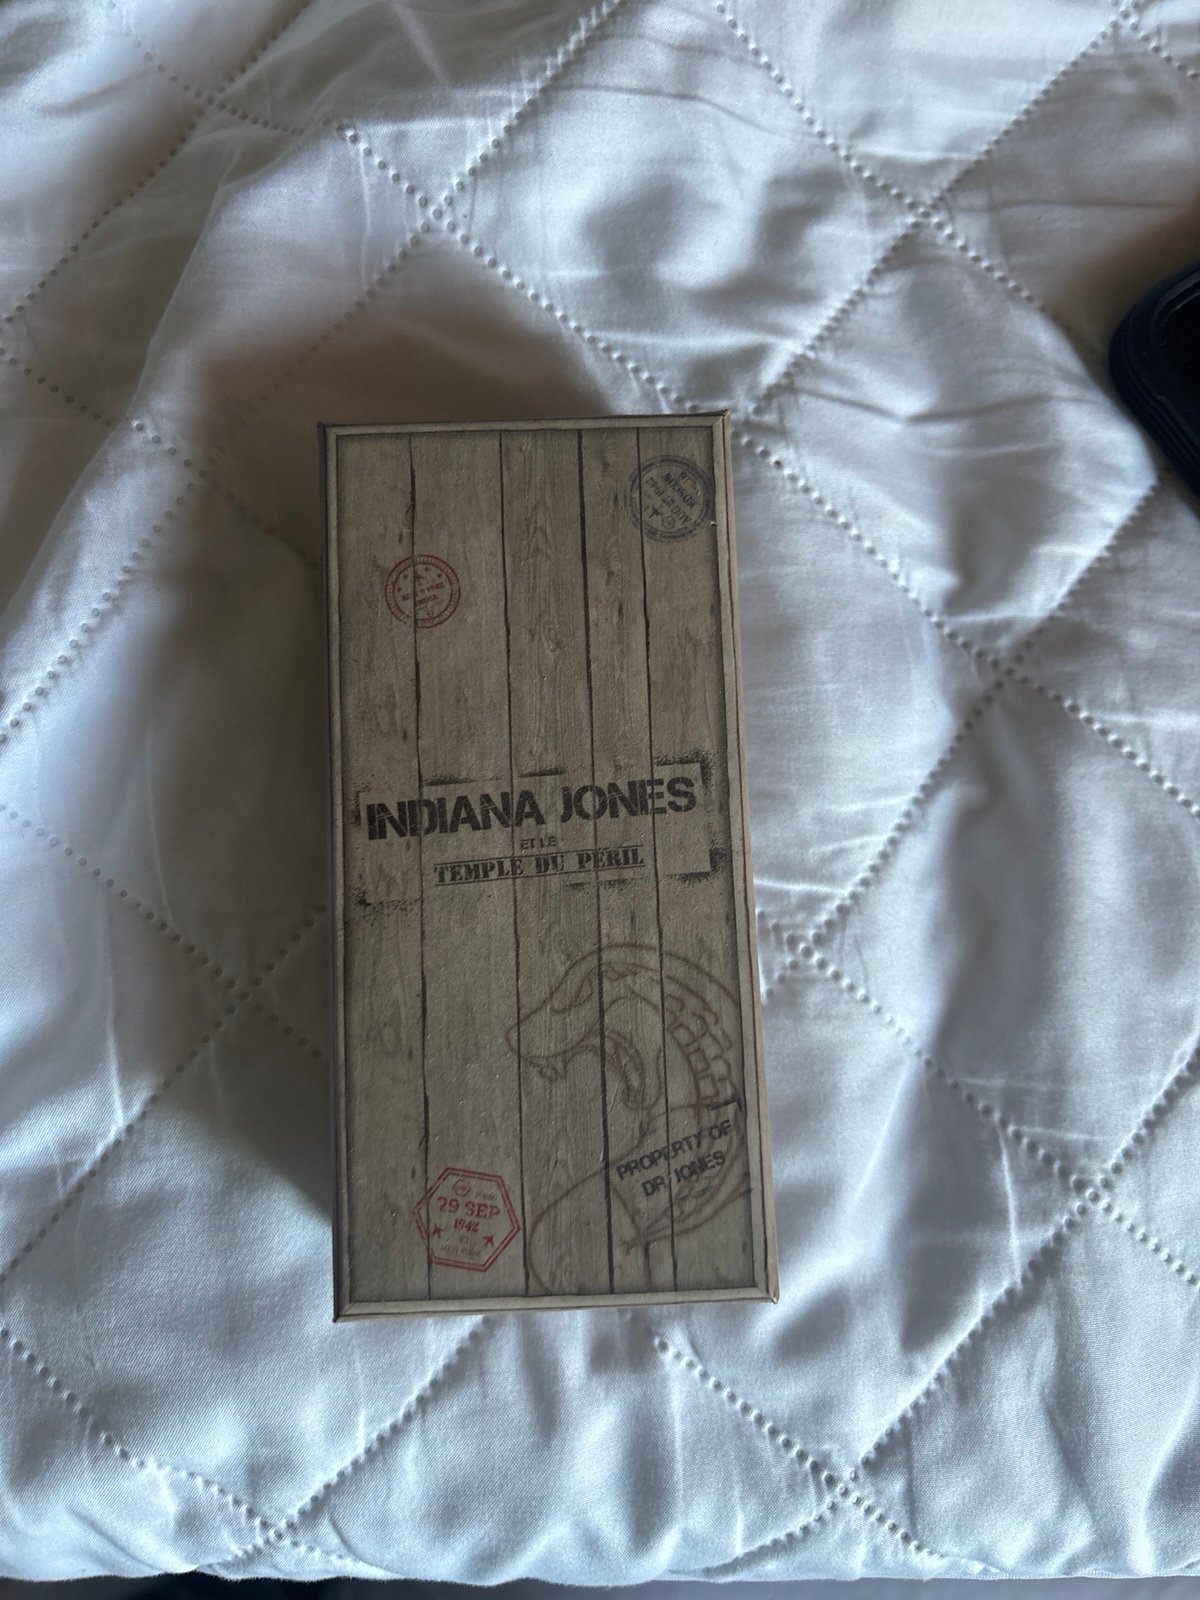 INDIANA JONES
ET LE
TEMPLE DU PÉRIL
PROPERTY OF
DR. JONES
29 SEP
1942